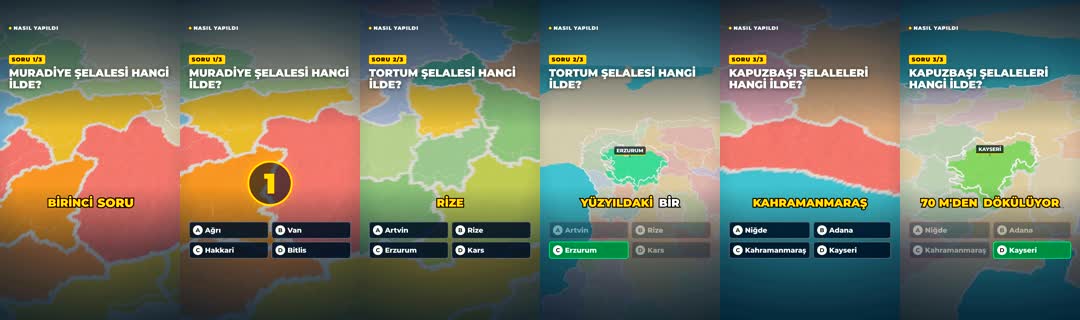 NASIL YAPILDI
SORU 1/3
MURADİYE ŞELALESİ HANGİ
İLDE?
BİRİNCİ SORU
NASIL YAPILDI
SORU 1/3
MURADİYE ŞELALESİ HANGİ
İLDE?
1
A Ağrı
B Van
C Hakkari
D Bitlis
NASIL YAPILDI
SORU 2/3
TORTUM ŞELALESİ HANGİ
İLDE?
RİZE
A Artvin
B Rize
C Erzurum
D Kars
NASIL YAPILDI
SORU 2/3
TORTUM ŞELALESİ HANGİ
İLDE?
ERZURUM
YÜZYILDAKİ BİR
A Artvin
B Rize
C Erzurum
D Kars
NASIL YAPILDI
SORU 3/3
KAPUZBAŞI ŞELALELERİ
HANGİ İLDE?
KAHRAMANMARAŞ
A Niğde
B Adana
C Kahramanmaraş
D Kayseri
NASIL YAPILDI
SORU 3/3
KAPUZBAŞI ŞELALELERİ
HANGİ İLDE?
KAYSERİ
70 M'DEN DÖKÜLÜYOR
A Niğde
B Adana
C Kahramanmaraş
D Kayseri